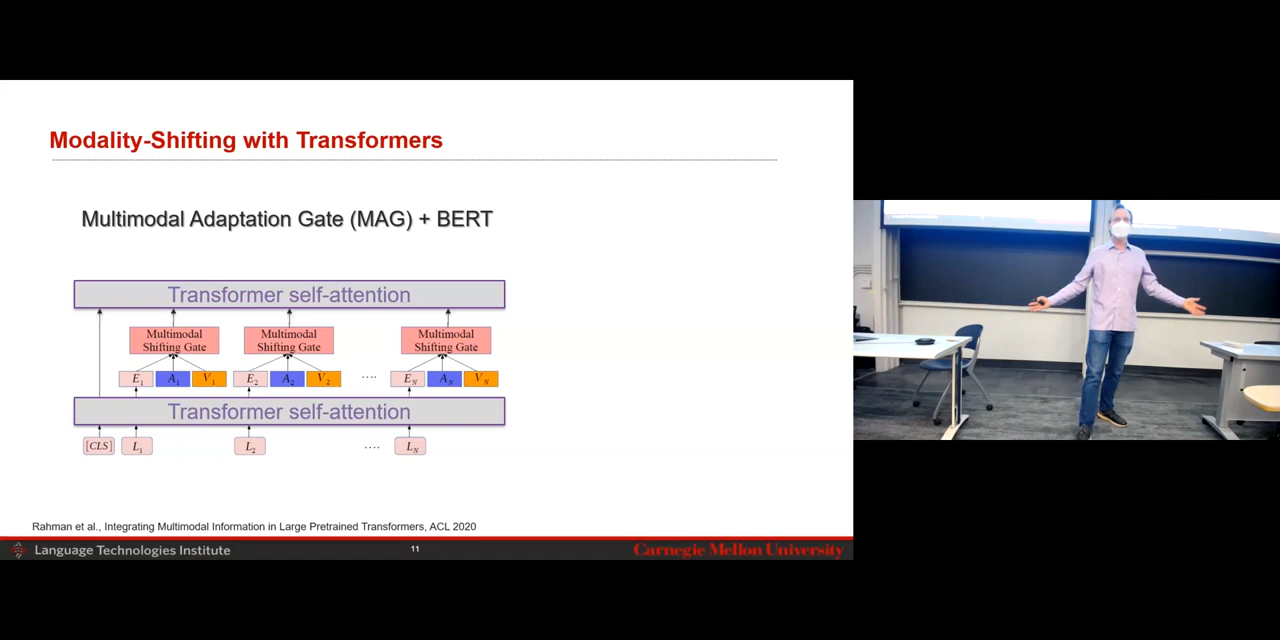 Modality-Shifting with Transformers
Multimodal Adaptation Gate (MAG) + BERT
Transformer self-attention
Multimodal Shifting Gate
Multimodal Shifting Gate
Multimodal Shifting Gate
E1 A1 V1 E2 A2 V2 .... EN AN VN
Transformer self-attention
[CLS] L1 L2 .... LN
Rahman et al., Integrating Multimodal Information in Large Pretrained Transformers, ACL 2020
Language Technologies Institute
11
Carnegie Mellon University